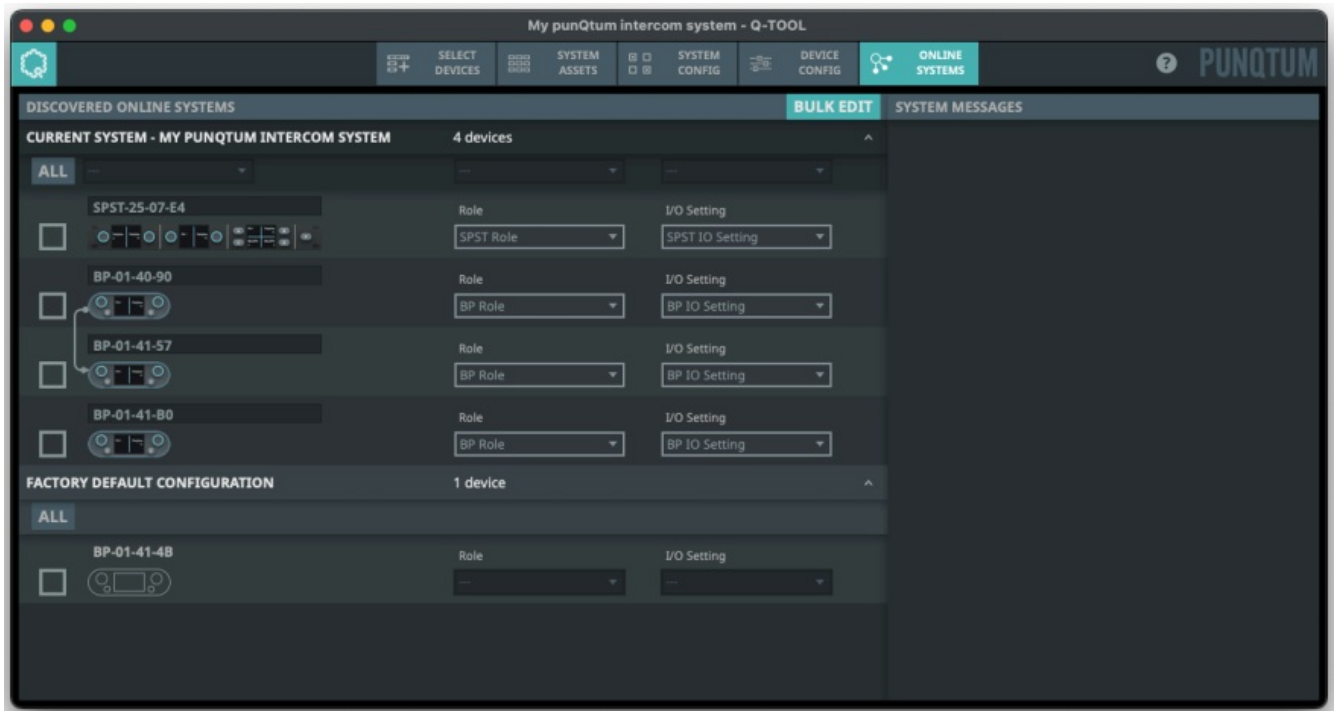 My punQtum intercom system - Q-TOOL
SELECT DEVICES
SYSTEM ASSETS
SYSTEM CONFIG
DEVICE CONFIG
ONLINE SYSTEMS
?
PUNQTUM
DISCOVERED ONLINE SYSTEMS
BULK EDIT
SYSTEM MESSAGES
CURRENT SYSTEM - MY PUNQTUM INTERCOM SYSTEM 4 devices
ALL --- --- ---
SPST-25-07-E4
Role I/O Setting
SPST Role SPST IO Setting
BP-01-40-90
Role I/O Setting
BP Role BP IO Setting
BP-01-41-57
Role I/O Setting
BP Role BP IO Setting
BP-01-41-B0
Role I/O Setting
BP Role BP IO Setting
FACTORY DEFAULT CONFIGURATION 1 device
ALL
BP-01-41-4B
Role I/O Setting
--- ---